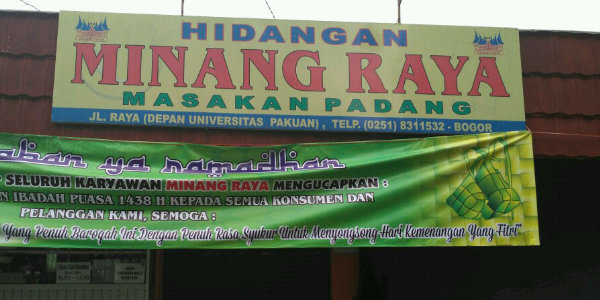 HIDANGAN
MINANG RAYA
MASAKAN PADANG
JL. RAYA (DEPAN UNIVERSITAS PAKUAN), TELP. (0251) 8311532 - BOGOR
ya ramadhan
SELURUH KARYAWAN MINANG RAYA MENGUCAPKAN :
IBADAH PUASA 1438 H KEPADA SEMUA KONSUMEN DAN
PELANGGAN KAMI, SEMOGA :
Yang Penuh Baroqah Ini Dengan Penuh Rasa Syukur Untuk Menyongsong Hari Kemenangan Yang Fitri"